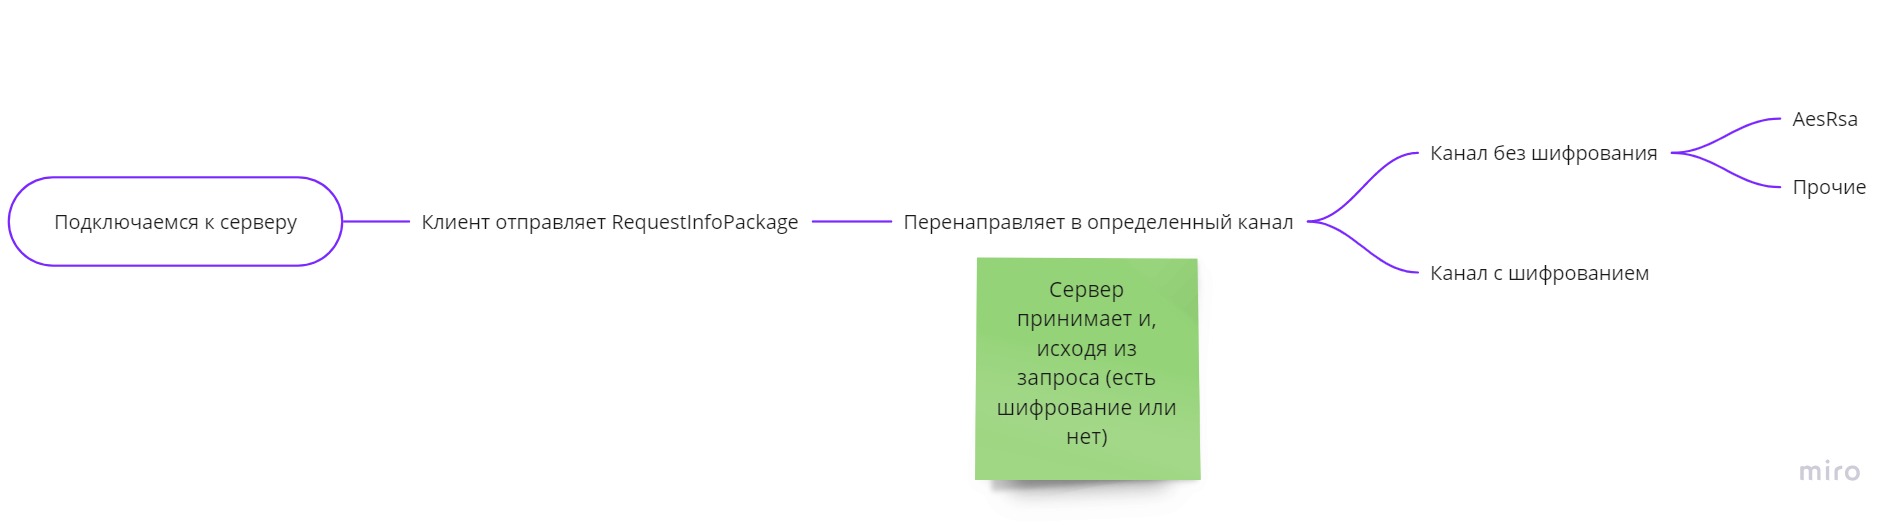 Подключаемся к серверу
Клиент отправляет RequestInfoPackage
Перенаправляет в определенный канал
Канал без шифрования
AesRsa
Прочие
Канал с шифрованием
Сервер
принимает и,
исходя из
запроса (есть
шифрование или
нет)
miro